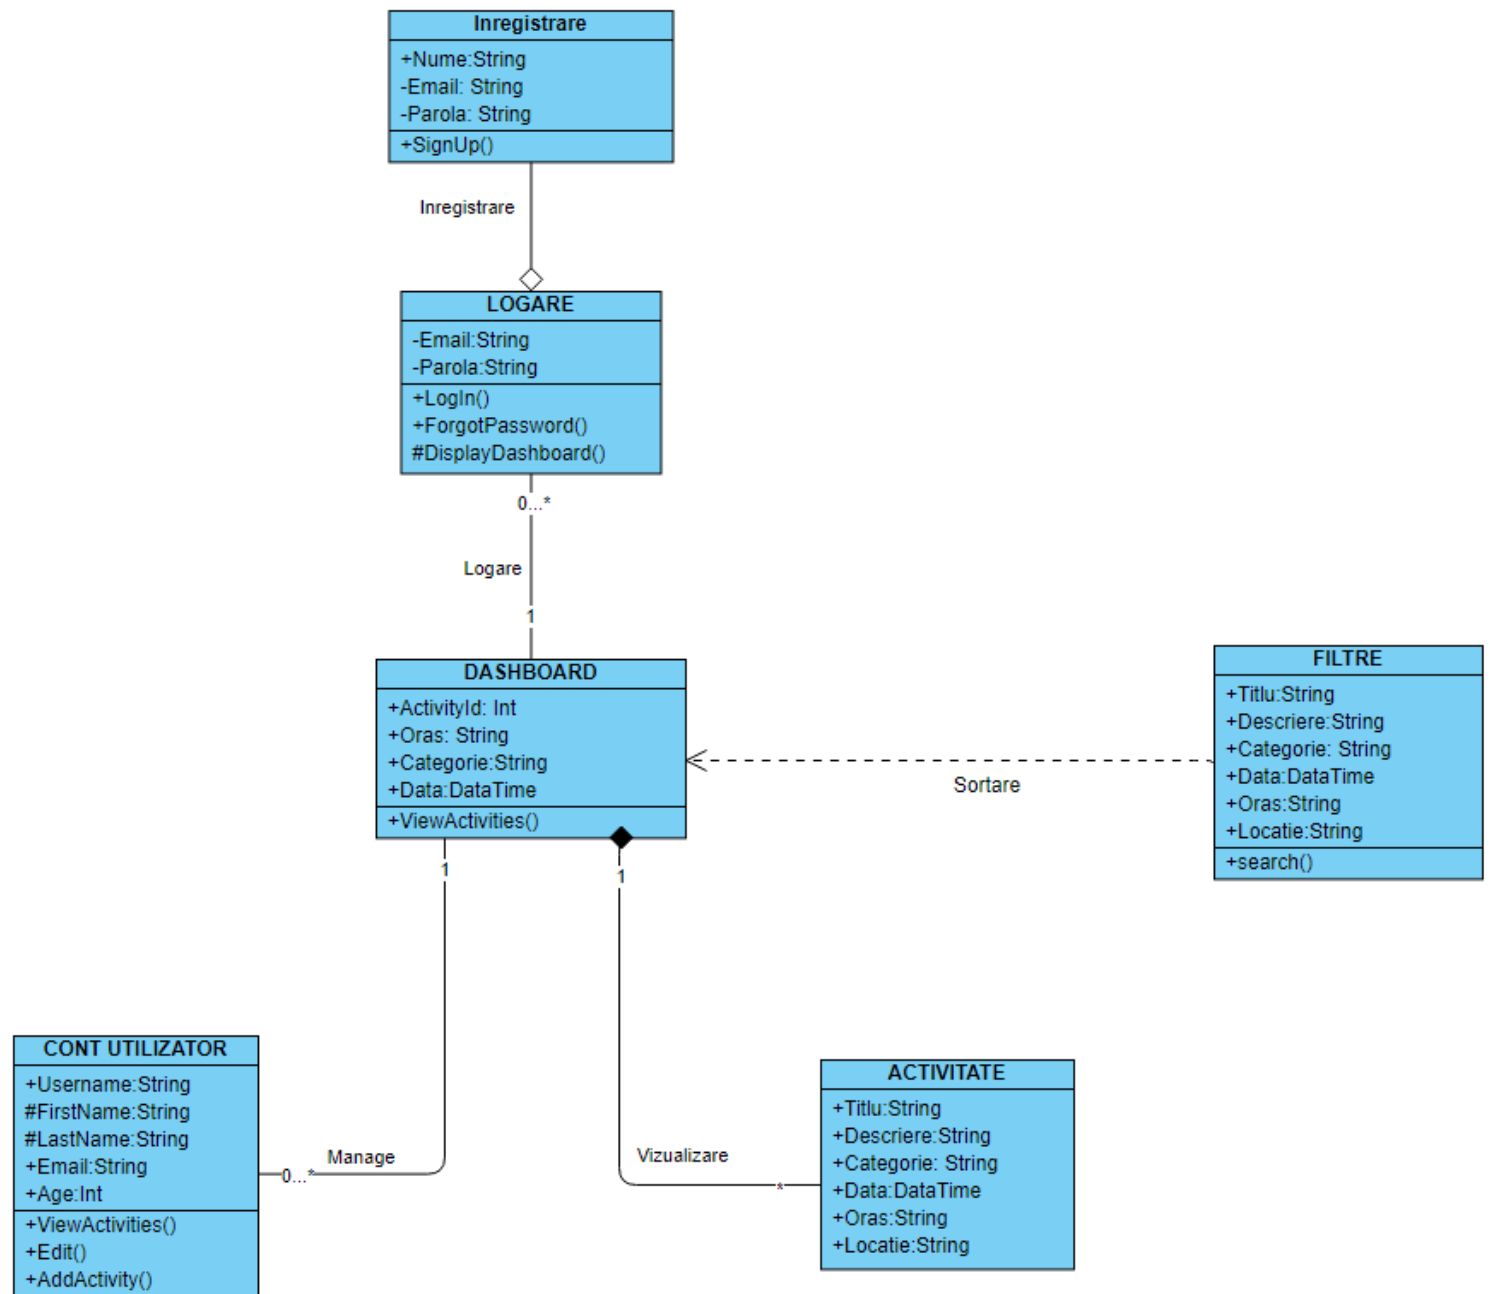 Inregistrare
+Nume:String
-Email: String
-Parola: String
+SignUp()
Inregistrare
LOGARE
-Email:String
-Parola:String
+LogIn()
+ForgotPassword()
#DisplayDashboard()
0...*
Logare
1
DASHBOARD
+ActivityId: Int
+Oras: String
+Categorie:String
+Data:DataTime
+ViewActivities()
FILTRE
+Titlu:String
+Descriere:String
+Categorie: String
+Data:DataTime
+Oras:String
+Locatie:String
+search()
Sortare
1
1
CONT UTILIZATOR
+Username:String
#FirstName:String
#LastName:String
+Email:String
+Age:Int
+ViewActivities()
+Edit()
+AddActivity()
0...*
Manage
Vizualizare
*
ACTIVITATE
+Titlu:String
+Descriere:String
+Categorie: String
+Data:DataTime
+Oras:String
+Locatie:String